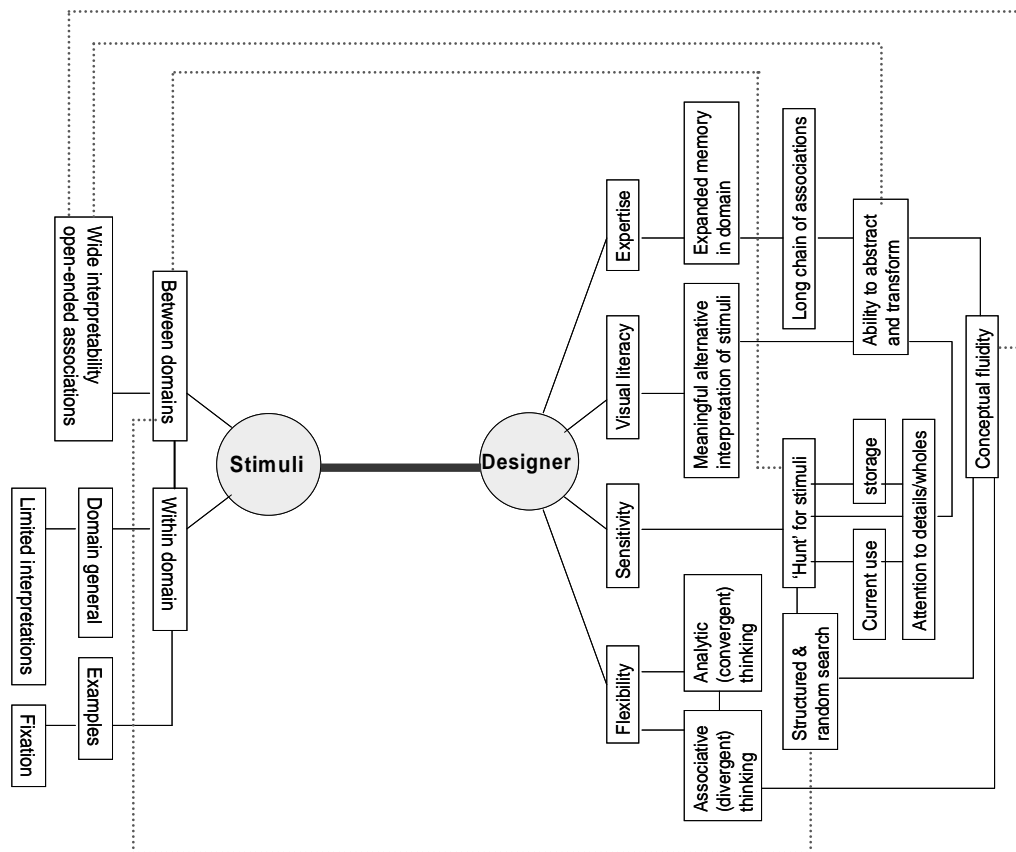 Wide interpretability
open-ended associations
Between domains
Within domain
Domain general
Limited interpretations
Examples
Fixation
Stimuli
Designer
Expertise
Expanded memory
in domain
Long chain of associations
Ability to abstract
and transform
Conceptual fluidity
Visual literacy
Meaningful alternative
interpretation of stimuli
Sensitivity
'Hunt' for stimuli
storage
Current use
Attention to details/wholes
Flexibility
Analytic
(convergent)
thinking
Associative
(divergent)
thinking
Structured &
random search